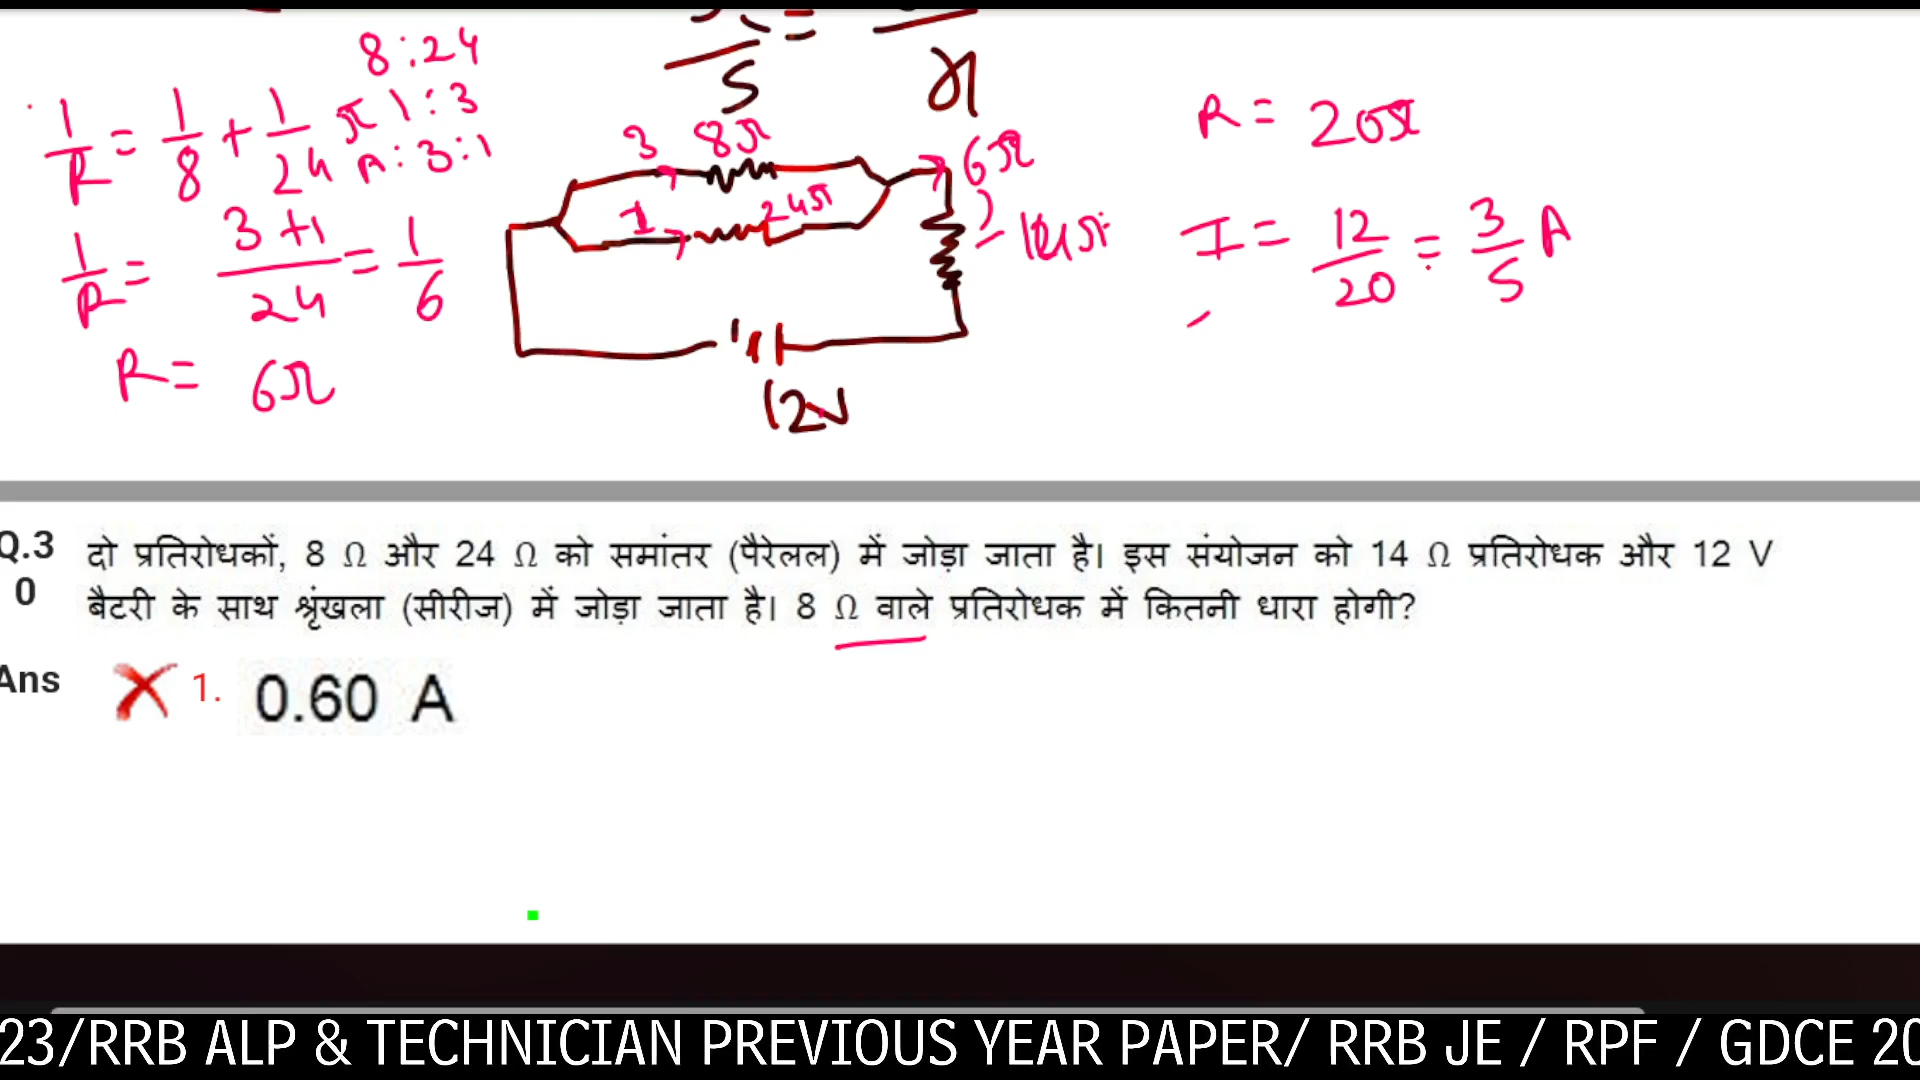 8 : 24
1/R = 1/8 + 1/24
Ω 1 : 3
A : 3 : 1
1/R = 3+1/24 = 1/6
R = 6Ω
5
3 8Ω
1 24Ω
6Ω
12V
R = 20Ω
I = 12/20 = 3/5 A
Q.3
0
दो प्रतिरोधकों, 8 Ω और 24 Ω को समांतर (पैरेलल) में जोड़ा जाता है। इस संयोजन को 14 Ω प्रतिरोधक और 12 V
बैटरी के साथ श्रृंखला (सीरीज) में जोड़ा जाता है। 8 Ω वाले प्रतिरोधक में कितनी धारा होगी?
Ans
1. 0.60 A
23/RRB ALP & TECHNICIAN PREVIOUS YEAR PAPER/ RRB JE / RPF / GDCE 20